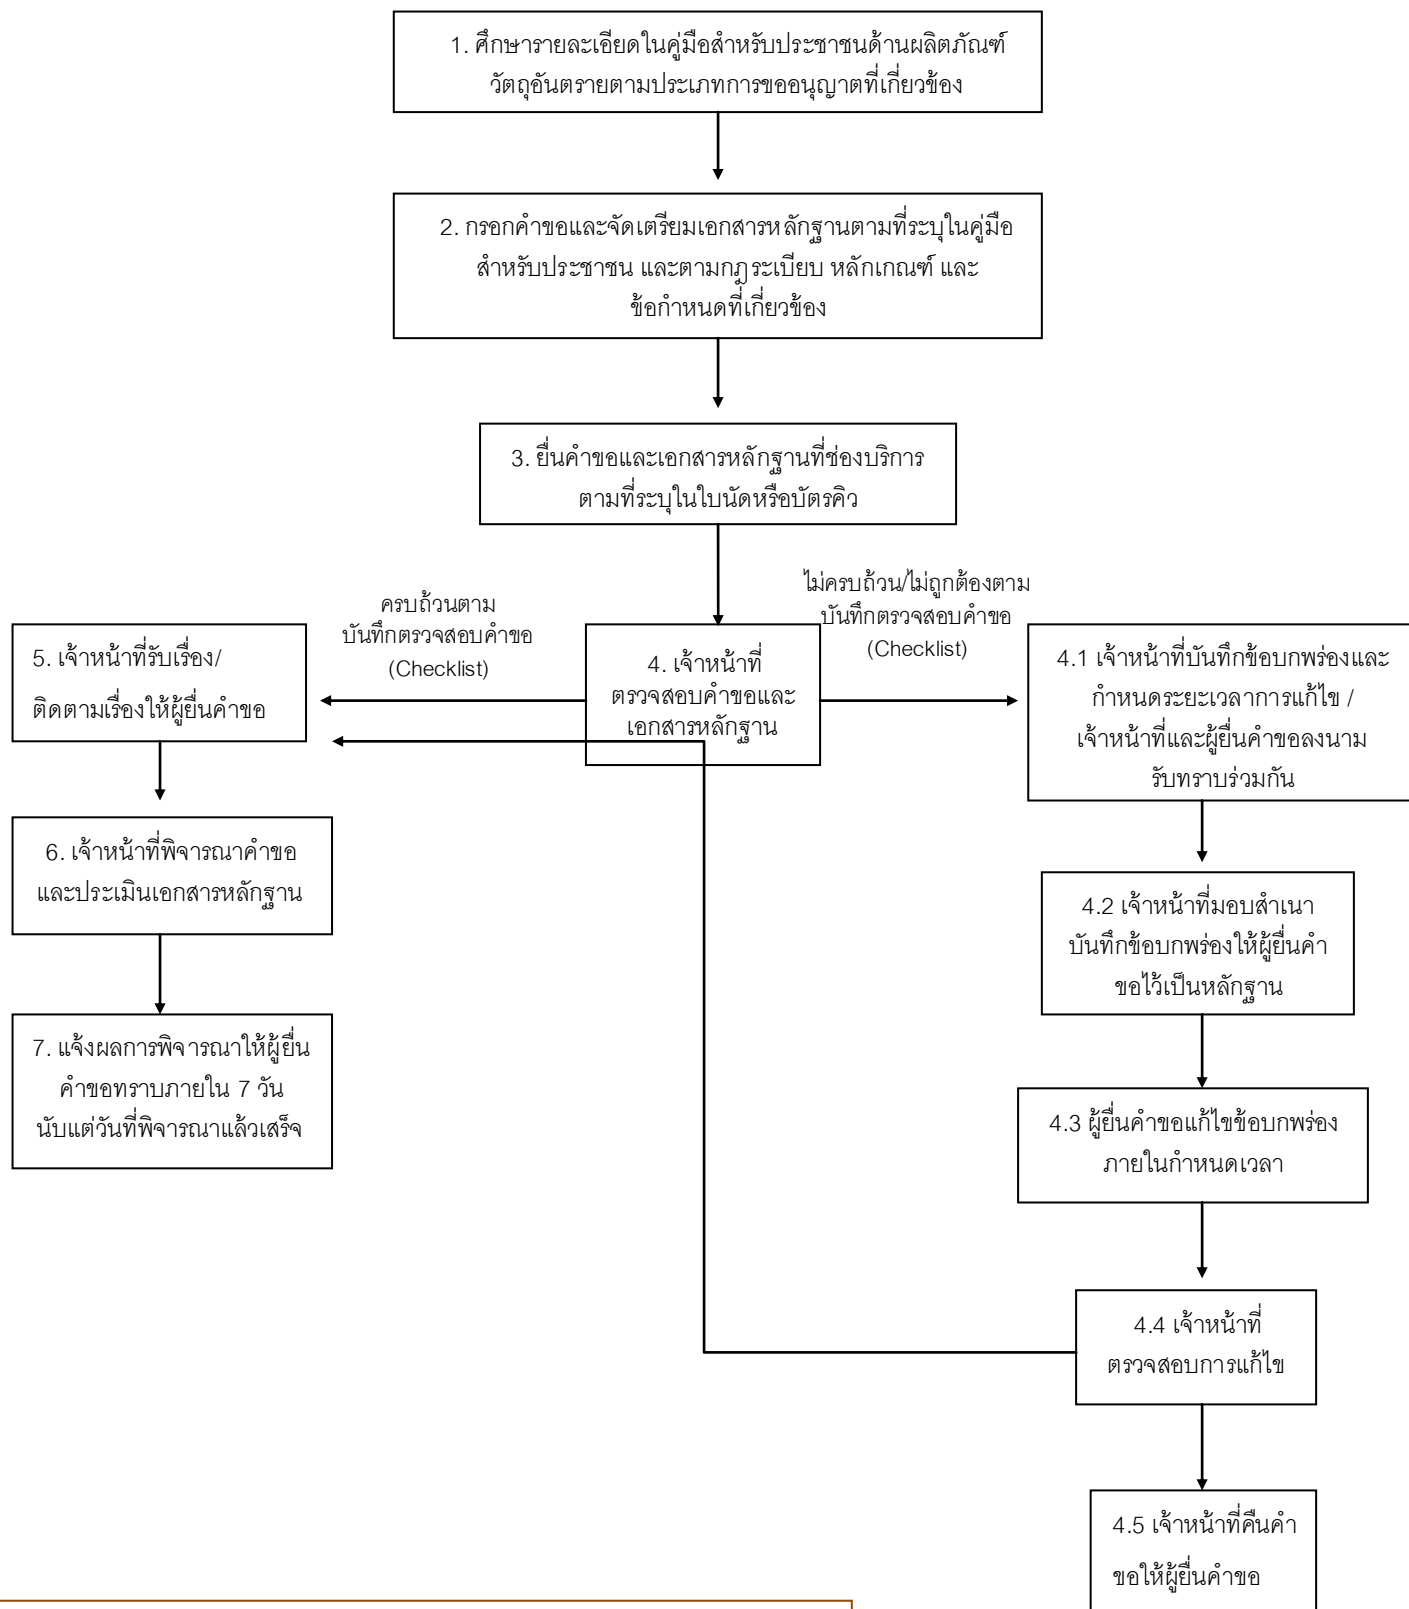 1. ศึกษารายละเอียดในคู่มือสำหรับประชาชนด้านผลิตภัณฑ์
วัตถุอันตรายตามประเภทการขออนุญาตที่เกี่ยวข้อง
2. กรอกคำขอและจัดเตรียมเอกสารหลักฐานตามที่ระบุในคู่มือ
สำหรับประชาชน และตามกฎระเบียบ หลักเกณฑ์ และ
ข้อกำหนดที่เกี่ยวข้อง
3. ยื่นคำขอและเอกสารหลักฐานที่ช่องบริการ
ตามที่ระบุในใบนัดหรือบัตรคิว
ครบถ้วนตาม
บันทึกตรวจสอบคำขอ
(Checklist)
ไม่ครบถ้วน/ไม่ถูกต้องตาม
บันทึกตรวจสอบคำขอ
(Checklist)
4. เจ้าหน้าที่
ตรวจสอบคำขอและ
เอกสารหลักฐาน
5. เจ้าหน้าที่รับเรื่อง/
ติดตามเรื่องให้ผู้ยื่นคำขอ
6. เจ้าหน้าที่พิจารณาคำขอ
และประเมินเอกสารหลักฐาน
7. แจ้งผลการพิจารณาให้ผู้ยื่น
คำขอทราบภายใน 7 วัน
นับแต่วันที่พิจารณาแล้วเสร็จ
4.1 เจ้าหน้าที่บันทึกข้อบกพร่องและ
กำหนดระยะเวลาการแก้ไข /
เจ้าหน้าที่และผู้ยื่นคำขอลงนาม
รับทราบร่วมกัน
4.2 เจ้าหน้าที่มอบสำเนา
บันทึกข้อบกพร่องให้ผู้ยื่นคำ
ขอไว้เป็นหลักฐาน
4.3 ผู้ยื่นคำขอแก้ไขข้อบกพร่อง
ภายในกำหนดเวลา
4.4 เจ้าหน้าที่
ตรวจสอบการแก้ไข
4.5 เจ้าหน้าที่คืนคำ
ขอให้ผู้ยื่นคำขอ